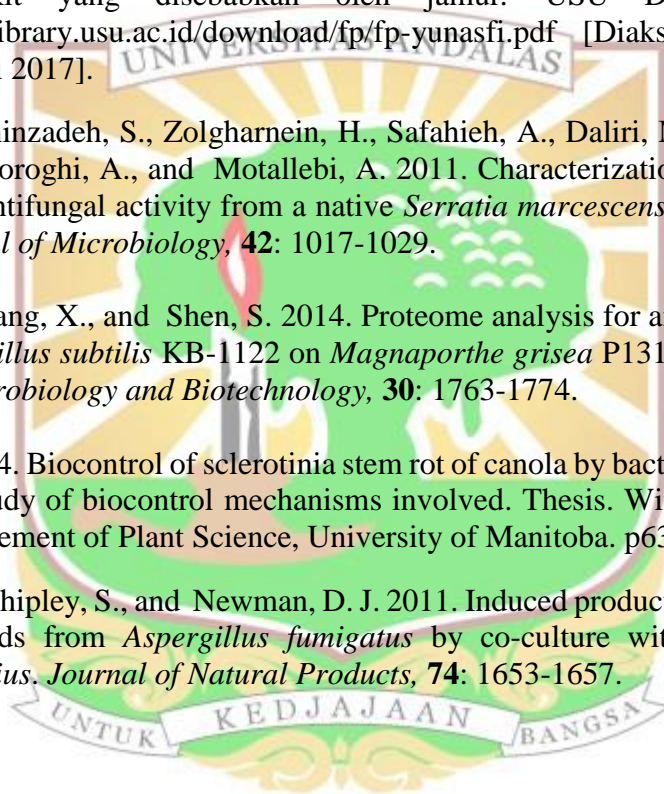 yang disebabkan oleh jamur. USU D
library.usu.ac.id/download/fp/fp-yunasfi.pdf [Diaks
UNIVERSITAS ANDALAS
2017].
inzadeh, S., Zolgharnein, H., Safahieh, A., Daliri,
oroghi, A., and Motallebi, A. 2011. Characterizatio
ntifungal activity from a native Serratia marcescens
l of Microbiology, 42: 1017-1029.
ang, X., and Shen, S. 2014. Proteome analysis for a
illus subtilis KB-1122 on Magnaporthe grisea P131
robiology and Biotechnology, 30: 1763-1774.
4. Biocontrol of sclerotinia stem rot of canola by bact
udy of biocontrol mechanisms involved. Thesis. Wi
ement of Plant Science, University of Manitoba. p63
hipley, S., and Newman, D. J. 2011. Induced product
ds from Aspergillus fumigatus by co-culture wit
ius. Journal of Natural Products, 74: 1653-1657.
UNTUK KEDJAJAAN BANGSA